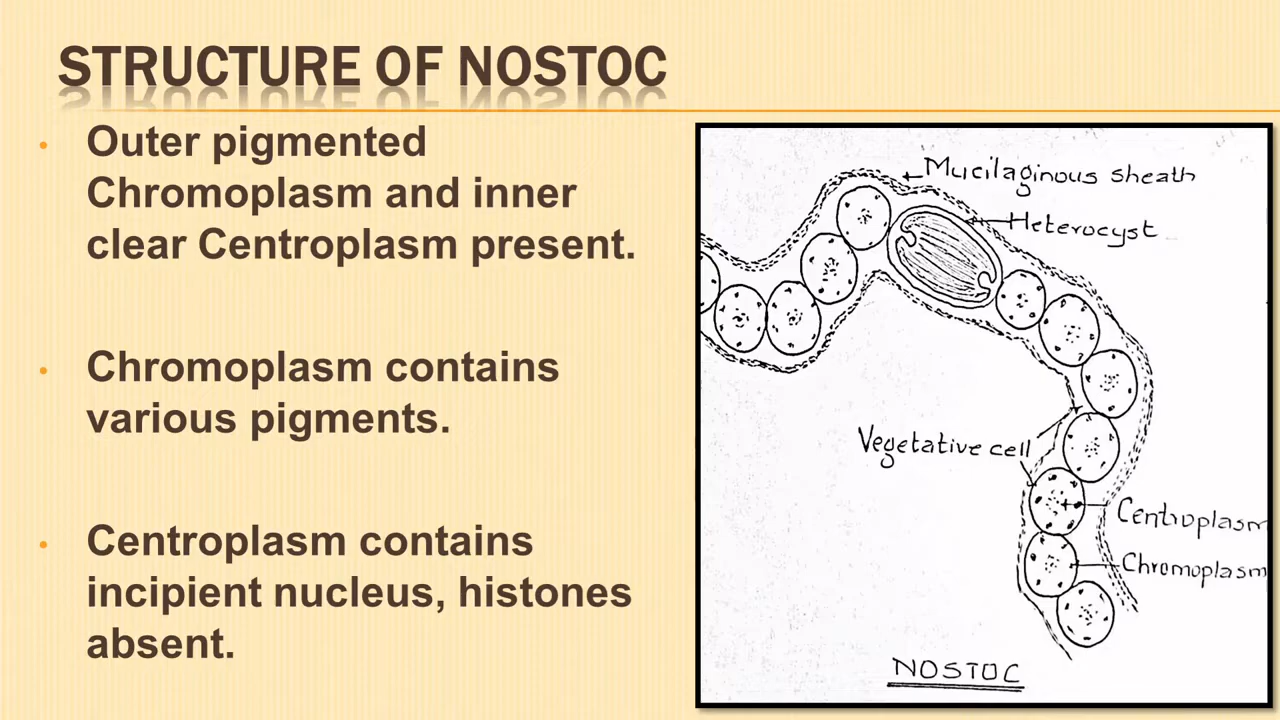 STRUCTURE OF NOSTOC
• Outer pigmented
Chromoplasm and inner
clear Centroplasm present.
• Chromoplasm contains
various pigments.
• Centroplasm contains
incipient nucleus, histones
absent.
Mucilaginous sheath
Heterocyst
Vegetative cell
Centroplasm
Chromoplasm
NOSTOC